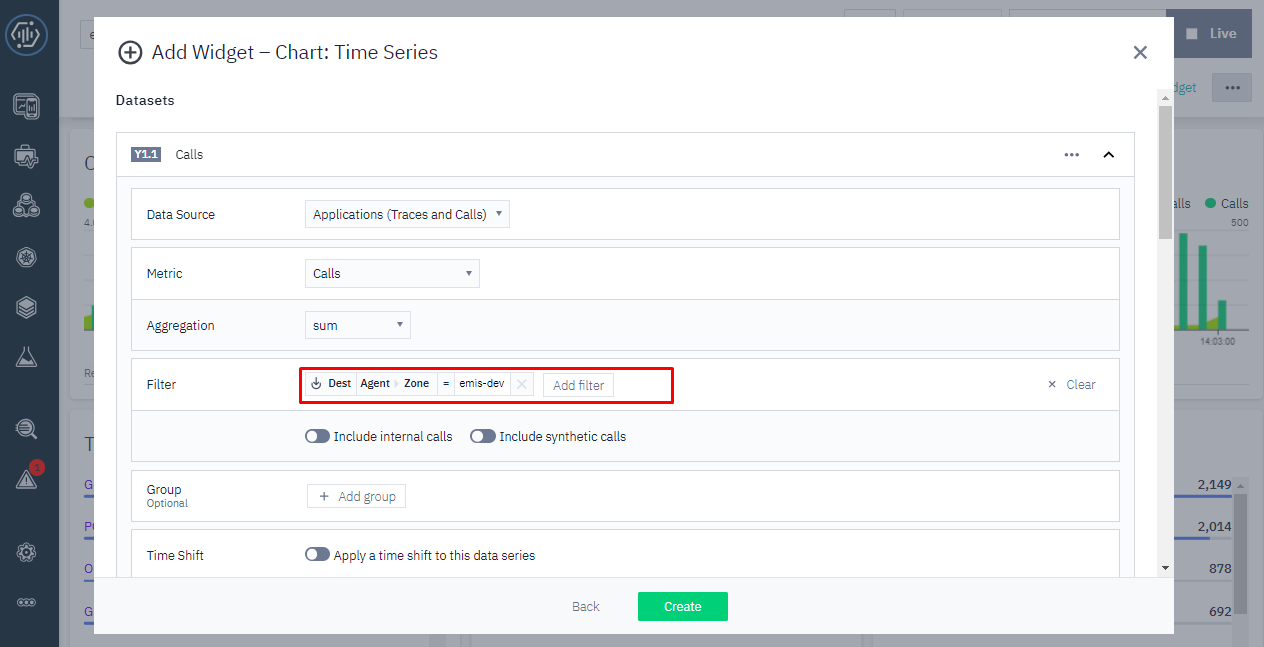 Add Widget – Chart: Time Series
Live
Datasets
dget
Y1.1 Calls
Data Source Applications (Traces and Calls)
Metric Calls
Aggregation sum
Filter Dest Agent Zone = emis-dev Add filter Clear
Include internal calls Include synthetic calls
Group
Optional
Add group
Time Shift Apply a time shift to this data series
Back Create
alls Calls
500
14:03:00
2,149
2,014
878
692
1